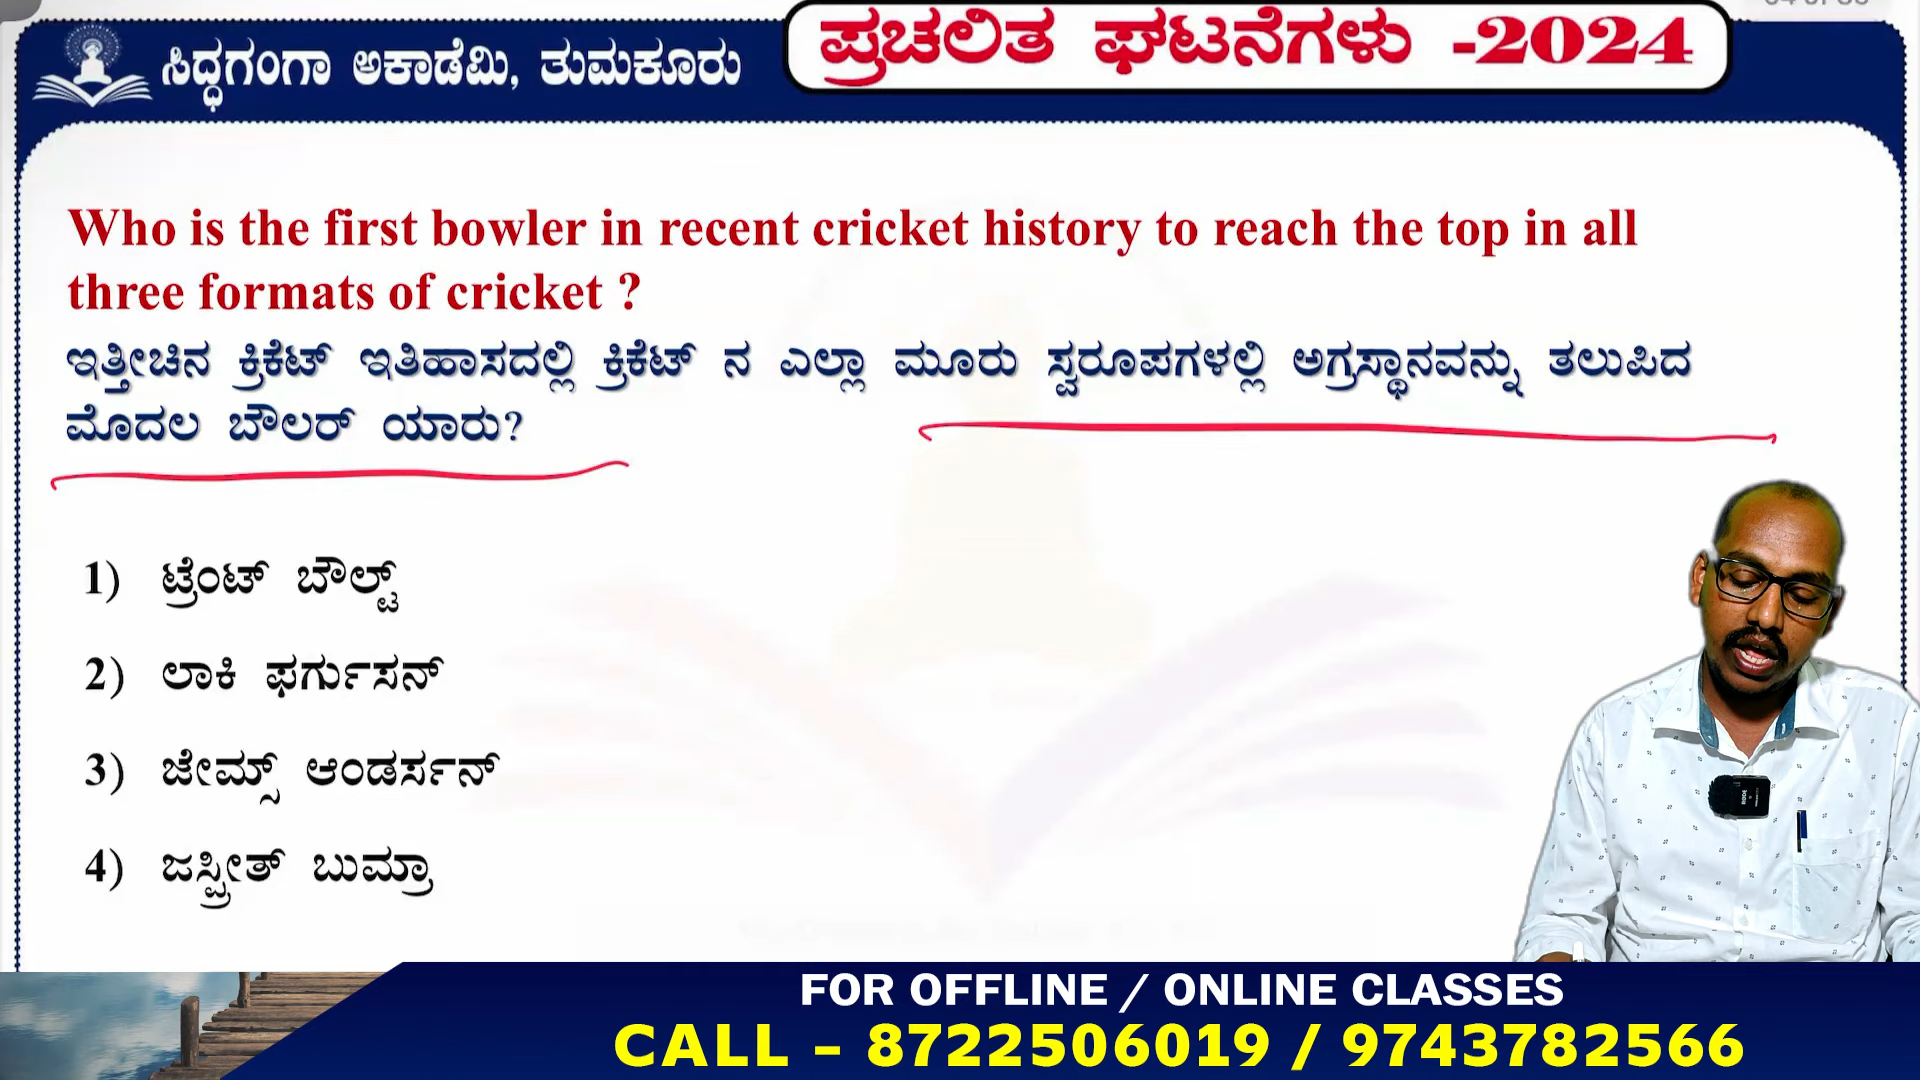 ಸಿದ್ಧಗಂಗಾ ಅಕಾಡೆಮಿ, ತುಮಕೂರು
ಪ್ರಚಲಿತ ಘಟನೆಗಳು -2024
Who is the first bowler in recent cricket history to reach the top in all
three formats of cricket ?
ಇತ್ತೀಚಿನ ಕ್ರಿಕೆಟ್ ಇತಿಹಾಸದಲ್ಲಿ ಕ್ರಿಕೆಟ್ ನ ಎಲ್ಲಾ ಮೂರು ಸ್ವರೂಪಗಳಲ್ಲಿ ಅಗ್ರಸ್ಥಾನವನ್ನು ತಲುಪಿದ
ಮೊದಲ ಬೌಲರ್ ಯಾರು?
1) ಟ್ರೆಂಟ್ ಬೌಲ್ಟ್
2) ಲಾಕಿ ಫರ್ಗುಸನ್
3) ಜೇಮ್ಸ್ ಆಂಡರ್ಸನ್
4) ಜಸ್ಪ್ರೀತ್ ಬುಮ್ರಾ
RODE
FOR OFFLINE / ONLINE CLASSES
CALL – 8722506019 / 9743782566